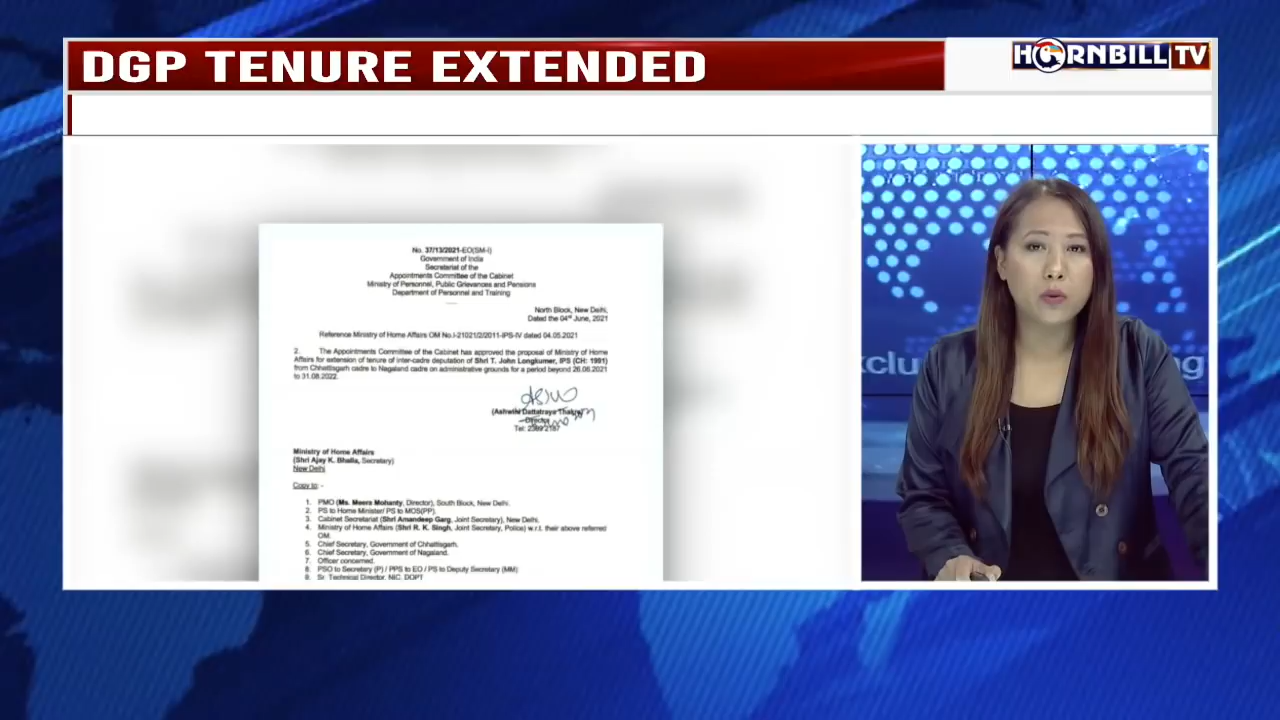 DGP TENURE EXTENDED
HORNBILL TV
No. 37/13/2021-EO(SM-I)
Government of India
Secretariat of the
Appointments Committee of the Cabinet
Ministry of Personnel, Public Grievances and Pensions
Department of Personnel and Training
North Block, New Delhi,
Dated the 04th June, 2021
Reference Ministry of Home Affairs OM No.I-21021/2/2011-IPS-IV dated 04.05.2021
2. The Appointments Committee of the Cabinet has approved the proposal of Ministry of Home
Affairs for extension of tenure of inter-cadre deputation of Shri T. John Longkumer, IPS (CH: 1991)
from Chhattisgarh cadre to Nagaland cadre on administrative grounds for a period beyond 26.06.2021
to 31.08.2022.
(Ashwini Dattatraya Thakre)
Director
Tel: 2309 2187
Ministry of Home Affairs
(Shri Ajay K. Bhalla, Secretary)
New Delhi
Copy to: -
1. PMO (Ms. Meera Mohanty, Director), South Block, New Delhi.
2. PS to Home Minister/ PS to MOS(PP).
3. Cabinet Secretariat (Shri Amandeep Garg, Joint Secretary), New Delhi.
4. Ministry of Home Affairs (Shri R. K. Singh, Joint Secretary, Police) w.r.t. their above referred
OM.
5. Chief Secretary, Government of Chhattisgarh.
6. Chief Secretary, Government of Nagaland.
7. Officer concerned.
8. PSO to Secretary (P) / PPS to EO / PS to Deputy Secretary (MM)
9. Sr. Technical Director, NIC, DOPT